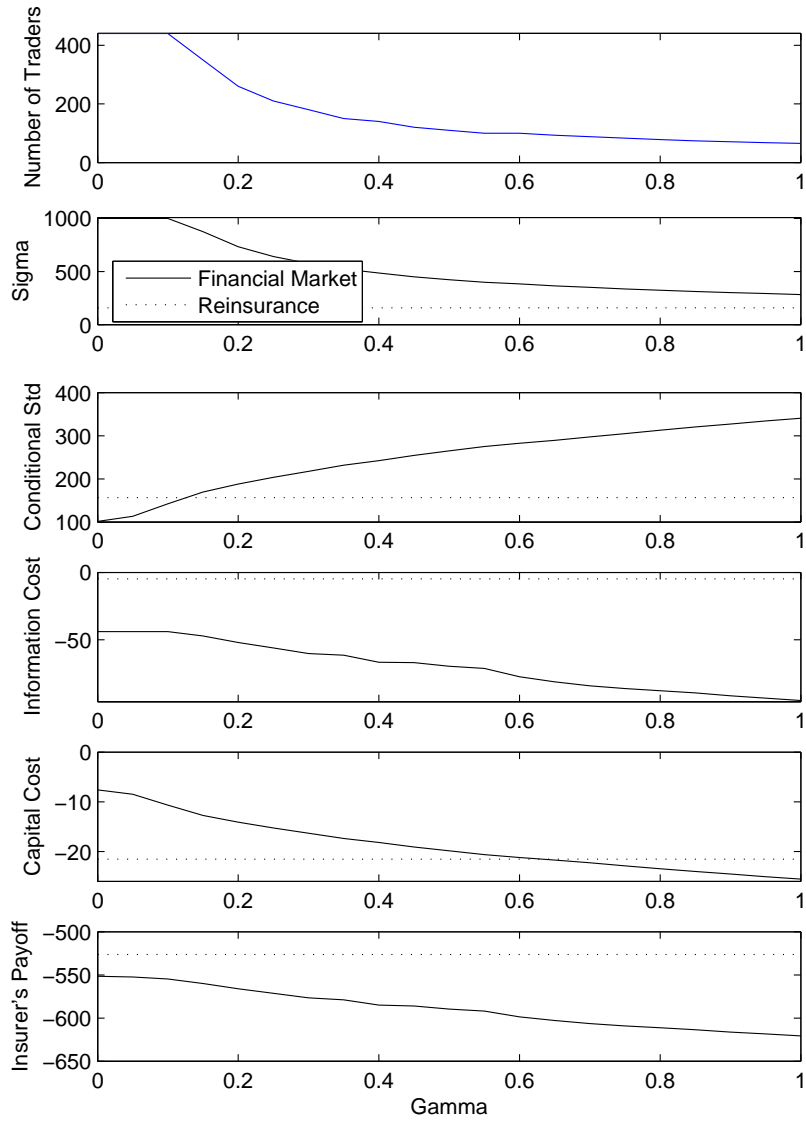 Number of Traders
400
200
0
0 0.2 0.4 0.6 0.8 1
Sigma
1000
500
0
Financial Market
Reinsurance
0 0.2 0.4 0.6 0.8 1
Conditional Std
400
300
200
100
0 0.2 0.4 0.6 0.8 1
Information Cost
0
−50
0 0.2 0.4 0.6 0.8 1
Capital Cost
0
−10
−20
0 0.2 0.4 0.6 0.8 1
Insurer's Payoff
−500
−550
−600
−650
0 0.2 0.4 0.6 0.8 1
Gamma